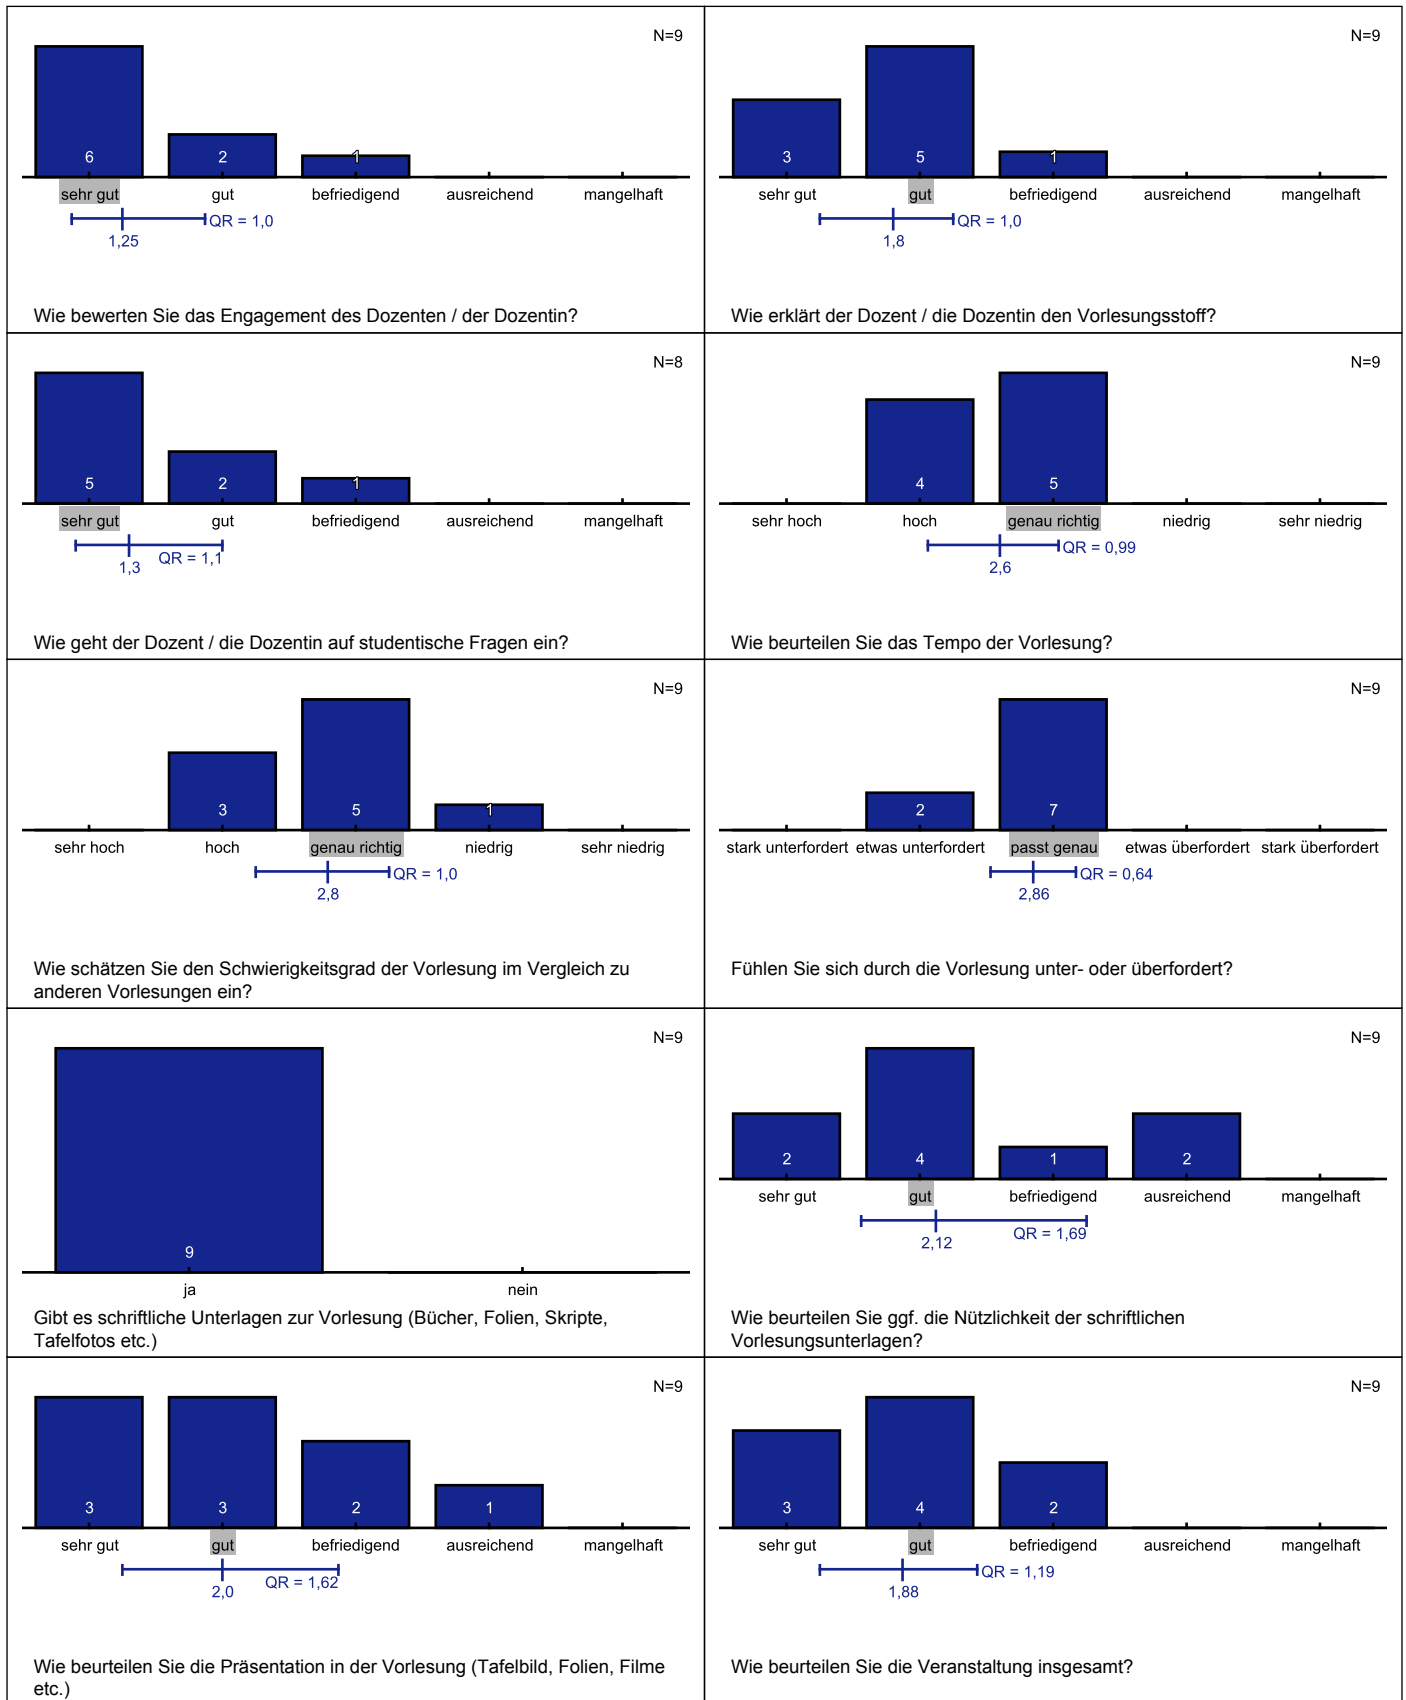 N=9
6
2
1
sehr gut
gut
befriedigend
ausreichend
mangelhaft
QR = 1,0
1,25
Wie bewerten Sie das Engagement des Dozenten / der Dozentin?
N=9
3
5
1
sehr gut
gut
befriedigend
ausreichend
mangelhaft
QR = 1,0
1,8
Wie erklärt der Dozent / die Dozentin den Vorlesungsstoff?
N=8
5
2
1
sehr gut
gut
befriedigend
ausreichend
mangelhaft
QR = 1,1
1,3
Wie geht der Dozent / die Dozentin auf studentische Fragen ein?
N=9
4
5
sehr hoch
hoch
genau richtig
niedrig
sehr niedrig
QR = 0,99
2,6
Wie beurteilen Sie das Tempo der Vorlesung?
N=9
3
5
1
sehr hoch
hoch
genau richtig
niedrig
sehr niedrig
QR = 1,0
2,8
Wie schätzen Sie den Schwierigkeitsgrad der Vorlesung im Vergleich zu
anderen Vorlesungen ein?
N=9
2
7
stark unterfordert
etwas unterfordert
passt genau
etwas überfordert
stark überfordert
QR = 0,64
2,86
Fühlen Sie sich durch die Vorlesung unter- oder überfordert?
N=9
9
ja
nein
Gibt es schriftliche Unterlagen zur Vorlesung (Bücher, Folien, Skripte,
Tafelfotos etc.)
N=9
2
4
1
2
sehr gut
gut
befriedigend
ausreichend
mangelhaft
QR = 1,69
2,12
Wie beurteilen Sie ggf. die Nützlichkeit der schriftlichen
Vorlesungsunterlagen?
N=9
3
3
2
1
sehr gut
gut
befriedigend
ausreichend
mangelhaft
QR = 1,62
2,0
Wie beurteilen Sie die Präsentation in der Vorlesung (Tafelbild, Folien, Filme
etc.)
N=9
3
4
2
sehr gut
gut
befriedigend
ausreichend
mangelhaft
QR = 1,19
1,88
Wie beurteilen Sie die Veranstaltung insgesamt?